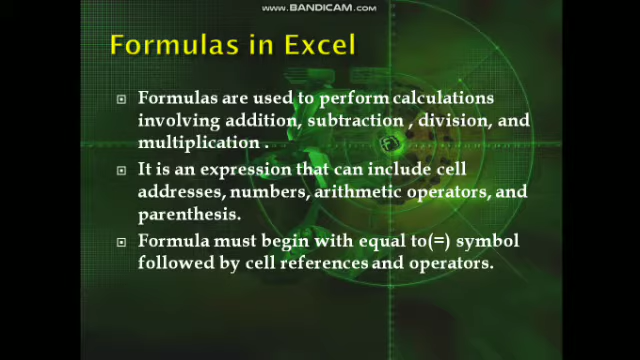 www.BANDICAM.com
Formulas in Excel
Formulas are used to perform calculations
involving addition, subtraction , division, and
multiplication .
It is an expression that can include cell
addresses, numbers, arithmetic operators, and
parenthesis.
Formula must begin with equal to(=) symbol
followed by cell references and operators.